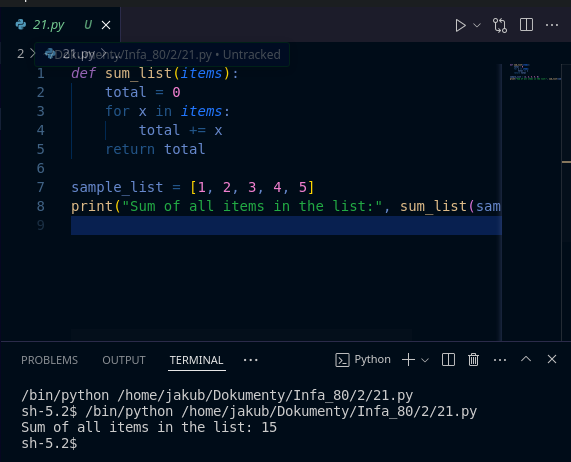 21.py U
2 > 21.py > ...
Dokumenty/Infa_80/2/21.py • Untracked
1 def sum_list(items):
2 total = 0
3 for x in items:
4 total += x
5 return total
6
7 sample_list = [1, 2, 3, 4, 5]
8 print("Sum of all items in the list:", sum_list(sam
9
PROBLEMS OUTPUT TERMINAL ... Python
/bin/python /home/jakub/Dokumenty/Infa_80/2/21.py
sh-5.2$ /bin/python /home/jakub/Dokumenty/Infa_80/2/21.py
Sum of all items in the list: 15
sh-5.2$